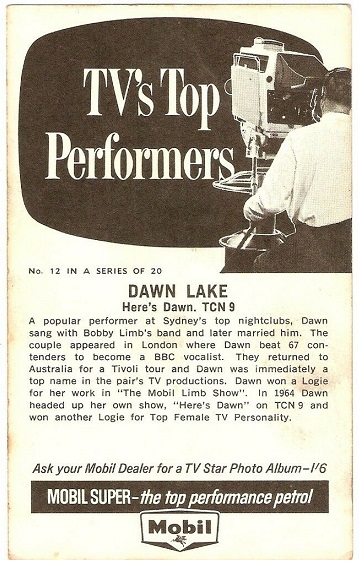 TV's Top
Performers
No. 12 IN A SERIES OF 20
DAWN LAKE
Here's Dawn. TCN 9
A popular performer at Sydney's top nightclubs, Dawn
sang with Bobby Limb's band and later married him. The
couple appeared in London where Dawn beat 67 con-
tenders to become a BBC vocalist. They returned to
Australia for a Tivoli tour and Dawn was immediately a
top name in the pair's TV productions. Dawn won a Logie
for her work in "The Mobil Limb Show". In 1964 Dawn
headed up her own show, "Here's Dawn" on TCN 9 and
won another Logie for Top Female TV Personality.
Ask your Mobil Dealer for a TV Star Photo Album–1/6
MOBIL SUPER–the top performance petrol
Mobil